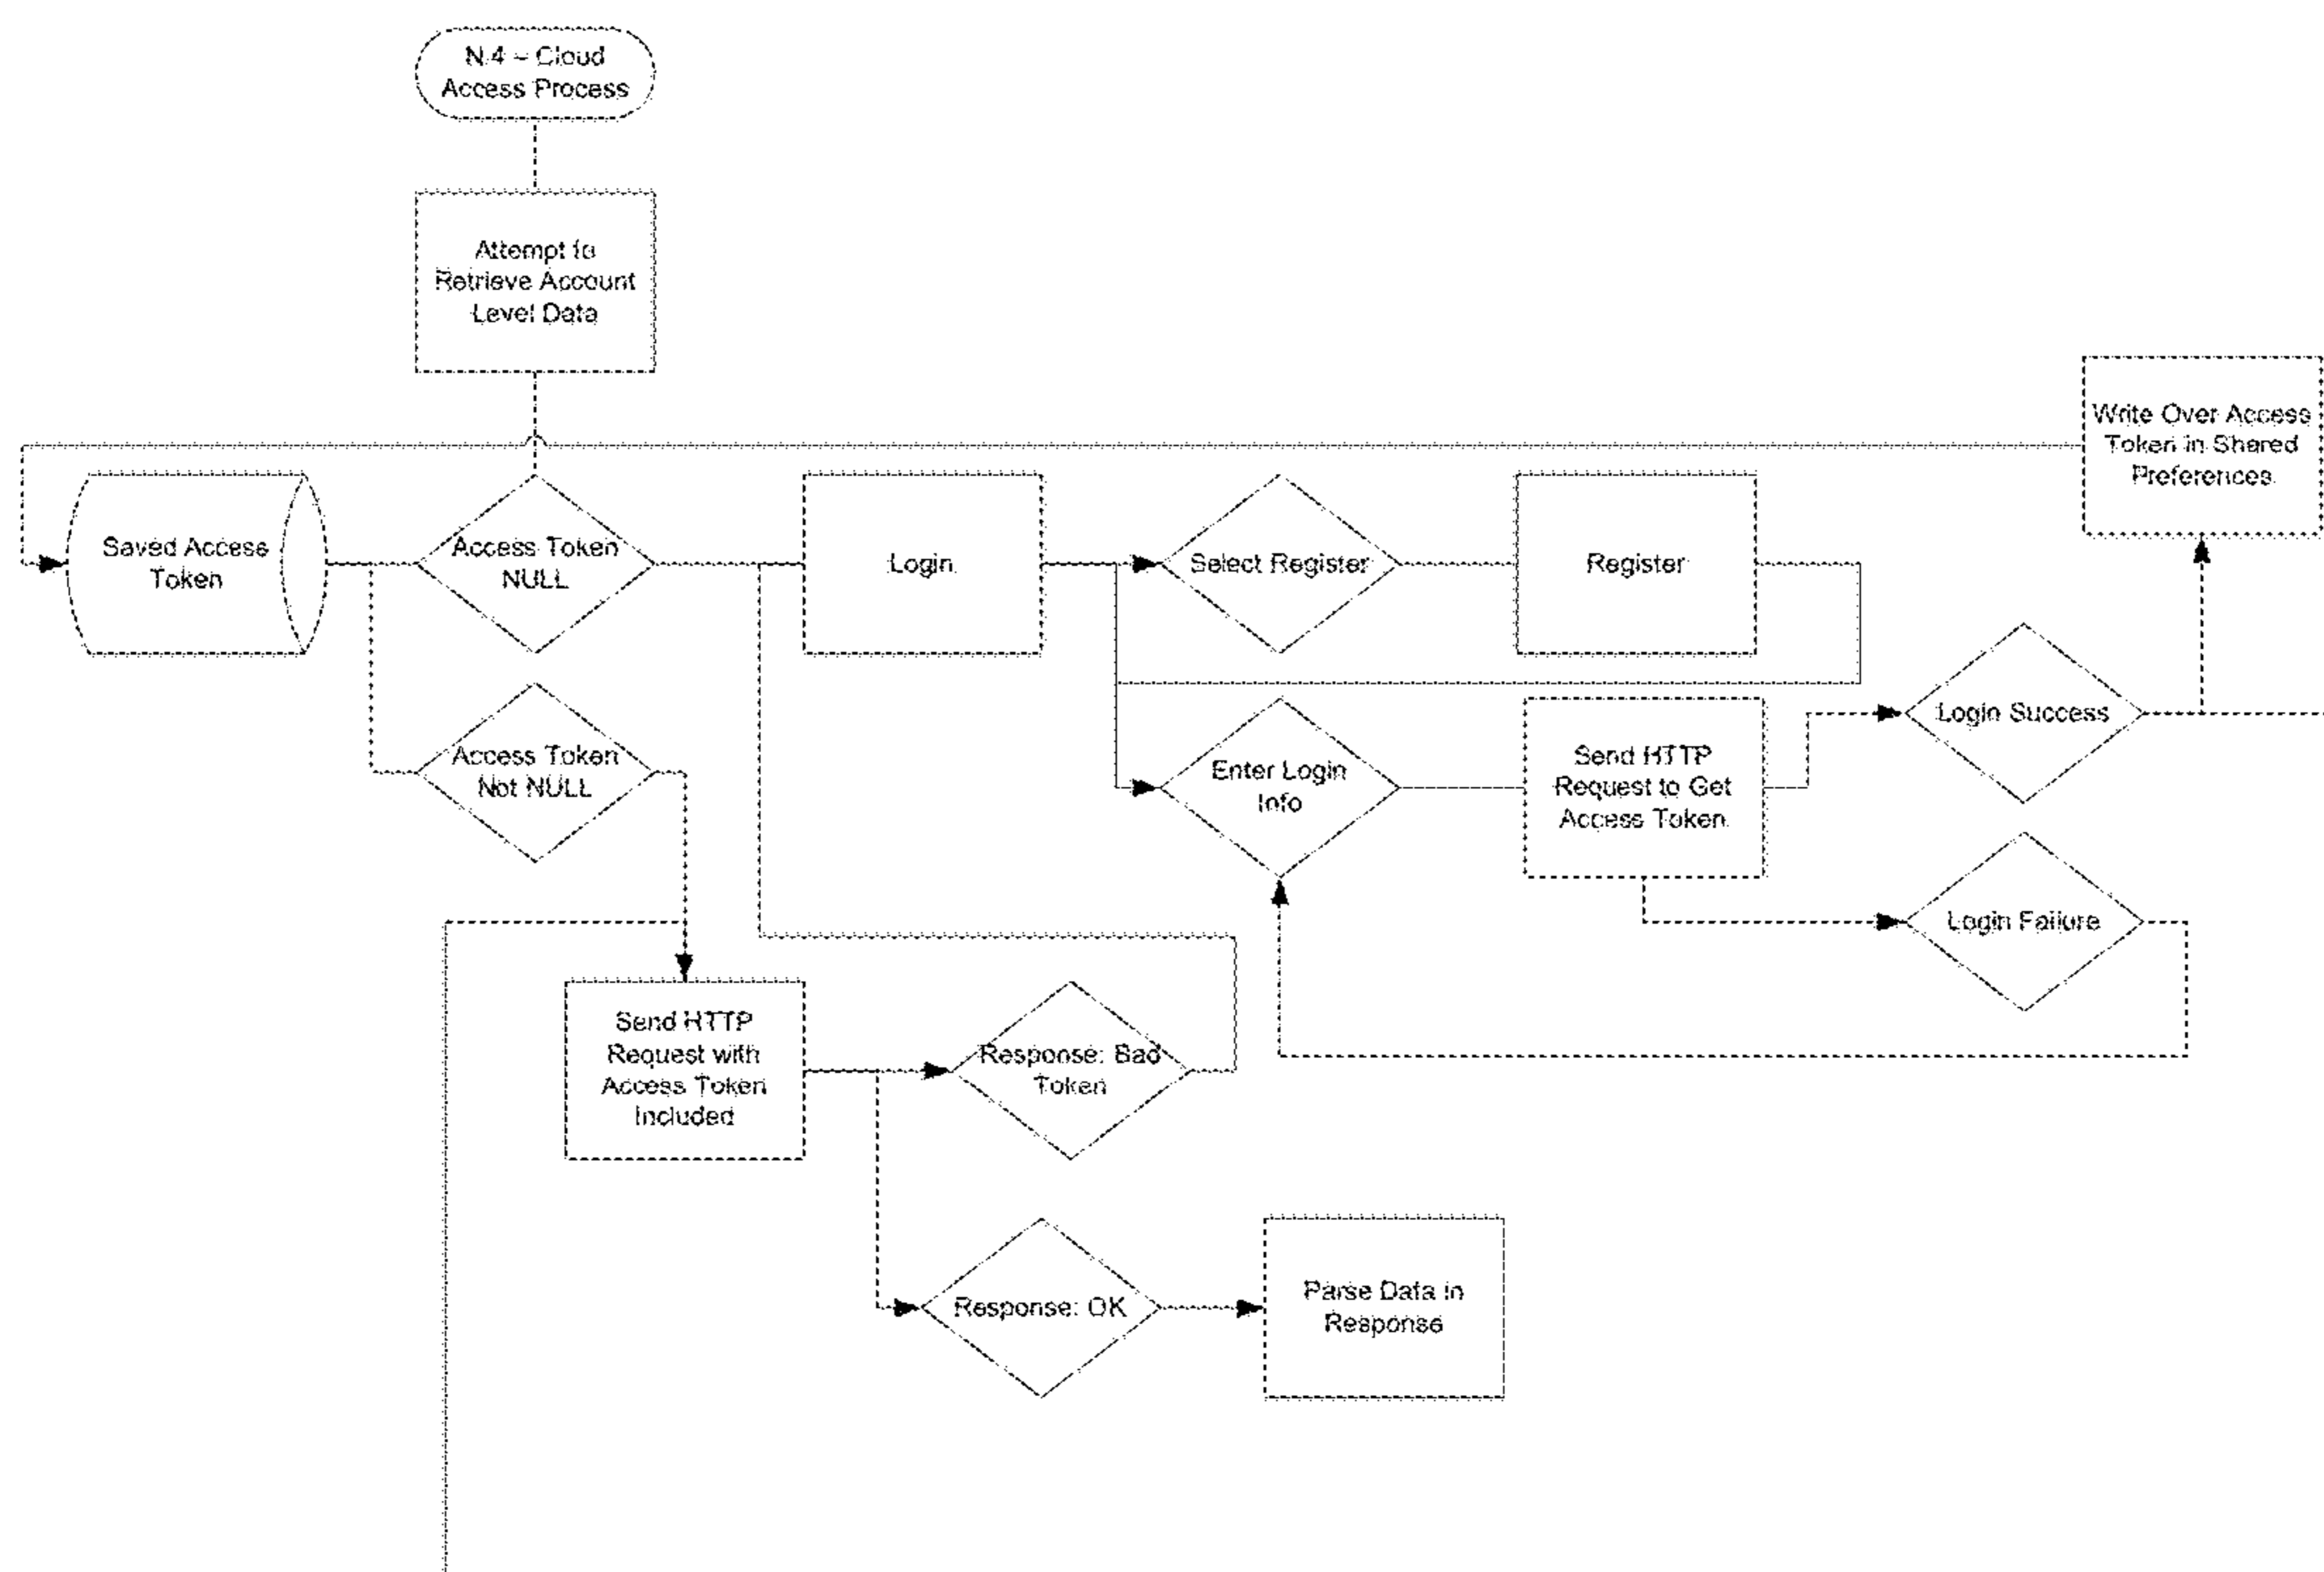 N.4 – Cloud
Access Process
Attempt to
Retrieve Account
Level Data
Write Over Access
Token in Shared
Preferences.
Saved Access
Token
Access Token
NULL
Login.
Select Register
Register
Access Token
Not NULL
Enter Login
Info
Send HTTP
Request to Get
Access Token.
Login Success
Login Failure
Send HTTP
Request with
Access Token
Included
Response: Bad
Token
Response: OK
Parse Data in
Response